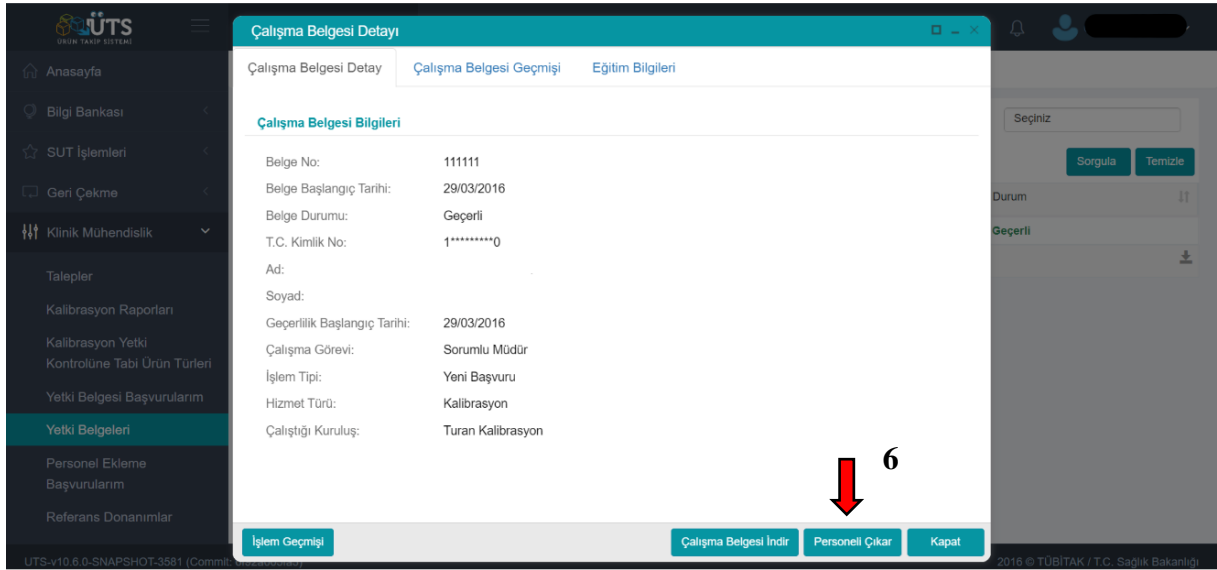 ÜTS
ÜRÜN TAKİP SİSTEMİ
Anasayfa
Bilgi Bankası
SUT İşlemleri
Geri Çekme
Klinik Mühendislik
Talepler
Kalibrasyon Raporları
Kalibrasyon Yetki
Kontrolüne Tabi Ürün Türleri
Yetki Belgesi Başvurularım
Yetki Belgeleri
Personel Ekleme
Başvurularım
Referans Donanımlar
Çalışma Belgesi Detayı
Çalışma Belgesi Detay Çalışma Belgesi Geçmişi Eğitim Bilgileri
Çalışma Belgesi Bilgileri
Belge No: 111111
Belge Başlangıç Tarihi: 29/03/2016
Belge Durumu: Geçerli
T.C. Kimlik No: 1*********0
Ad:
Soyad:
Geçerlilik Başlangıç Tarihi: 29/03/2016
Çalışma Görevi: Sorumlu Müdür
İşlem Tipi: Yeni Başvuru
Hizmet Türü: Kalibrasyon
Çalıştığı Kuruluş: Turan Kalibrasyon
6
İşlem Geçmişi Çalışma Belgesi İndir Personeli Çıkar Kapat
Seçiniz
Sorgula Temizle
Durum
Geçerli
UTS-v10.6.0-SNAPSHOT-3581 (Commit: 2016 © TÜBİTAK / T.C. Sağlık Bakanlığı